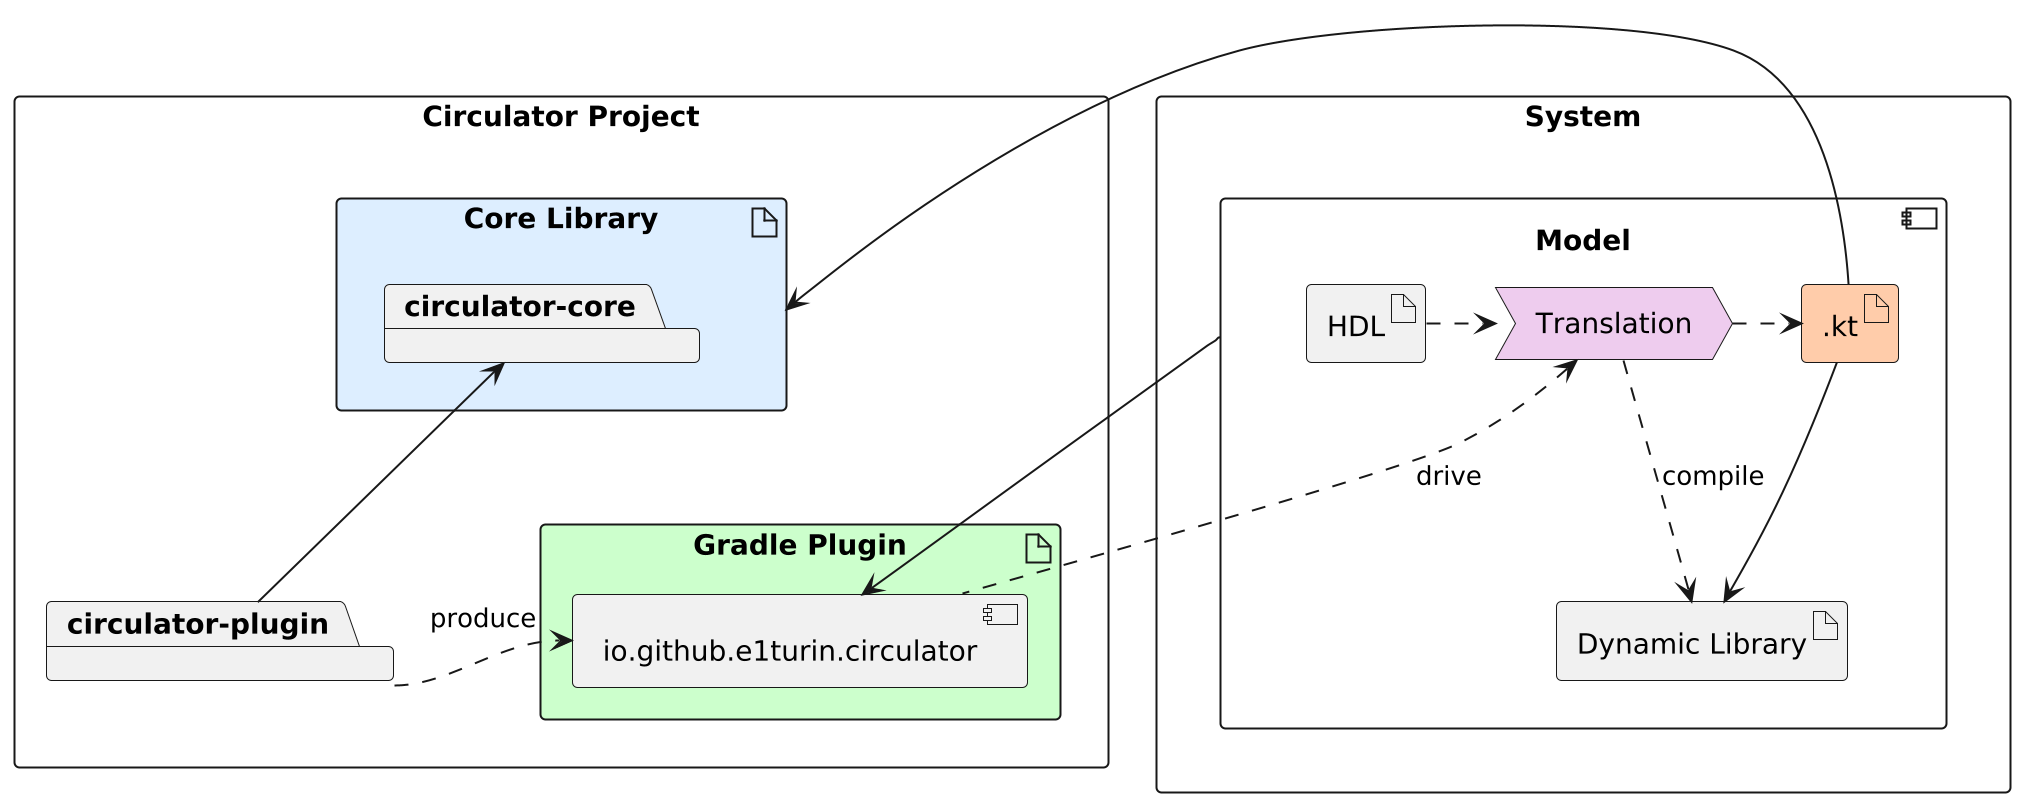 Circulator Project
Core Library
circulator-core
circulator-plugin
produce
Gradle Plugin
io.github.e1turin.circulator
System
Model
HDL
Translation
.kt
drive
compile
Dynamic Library